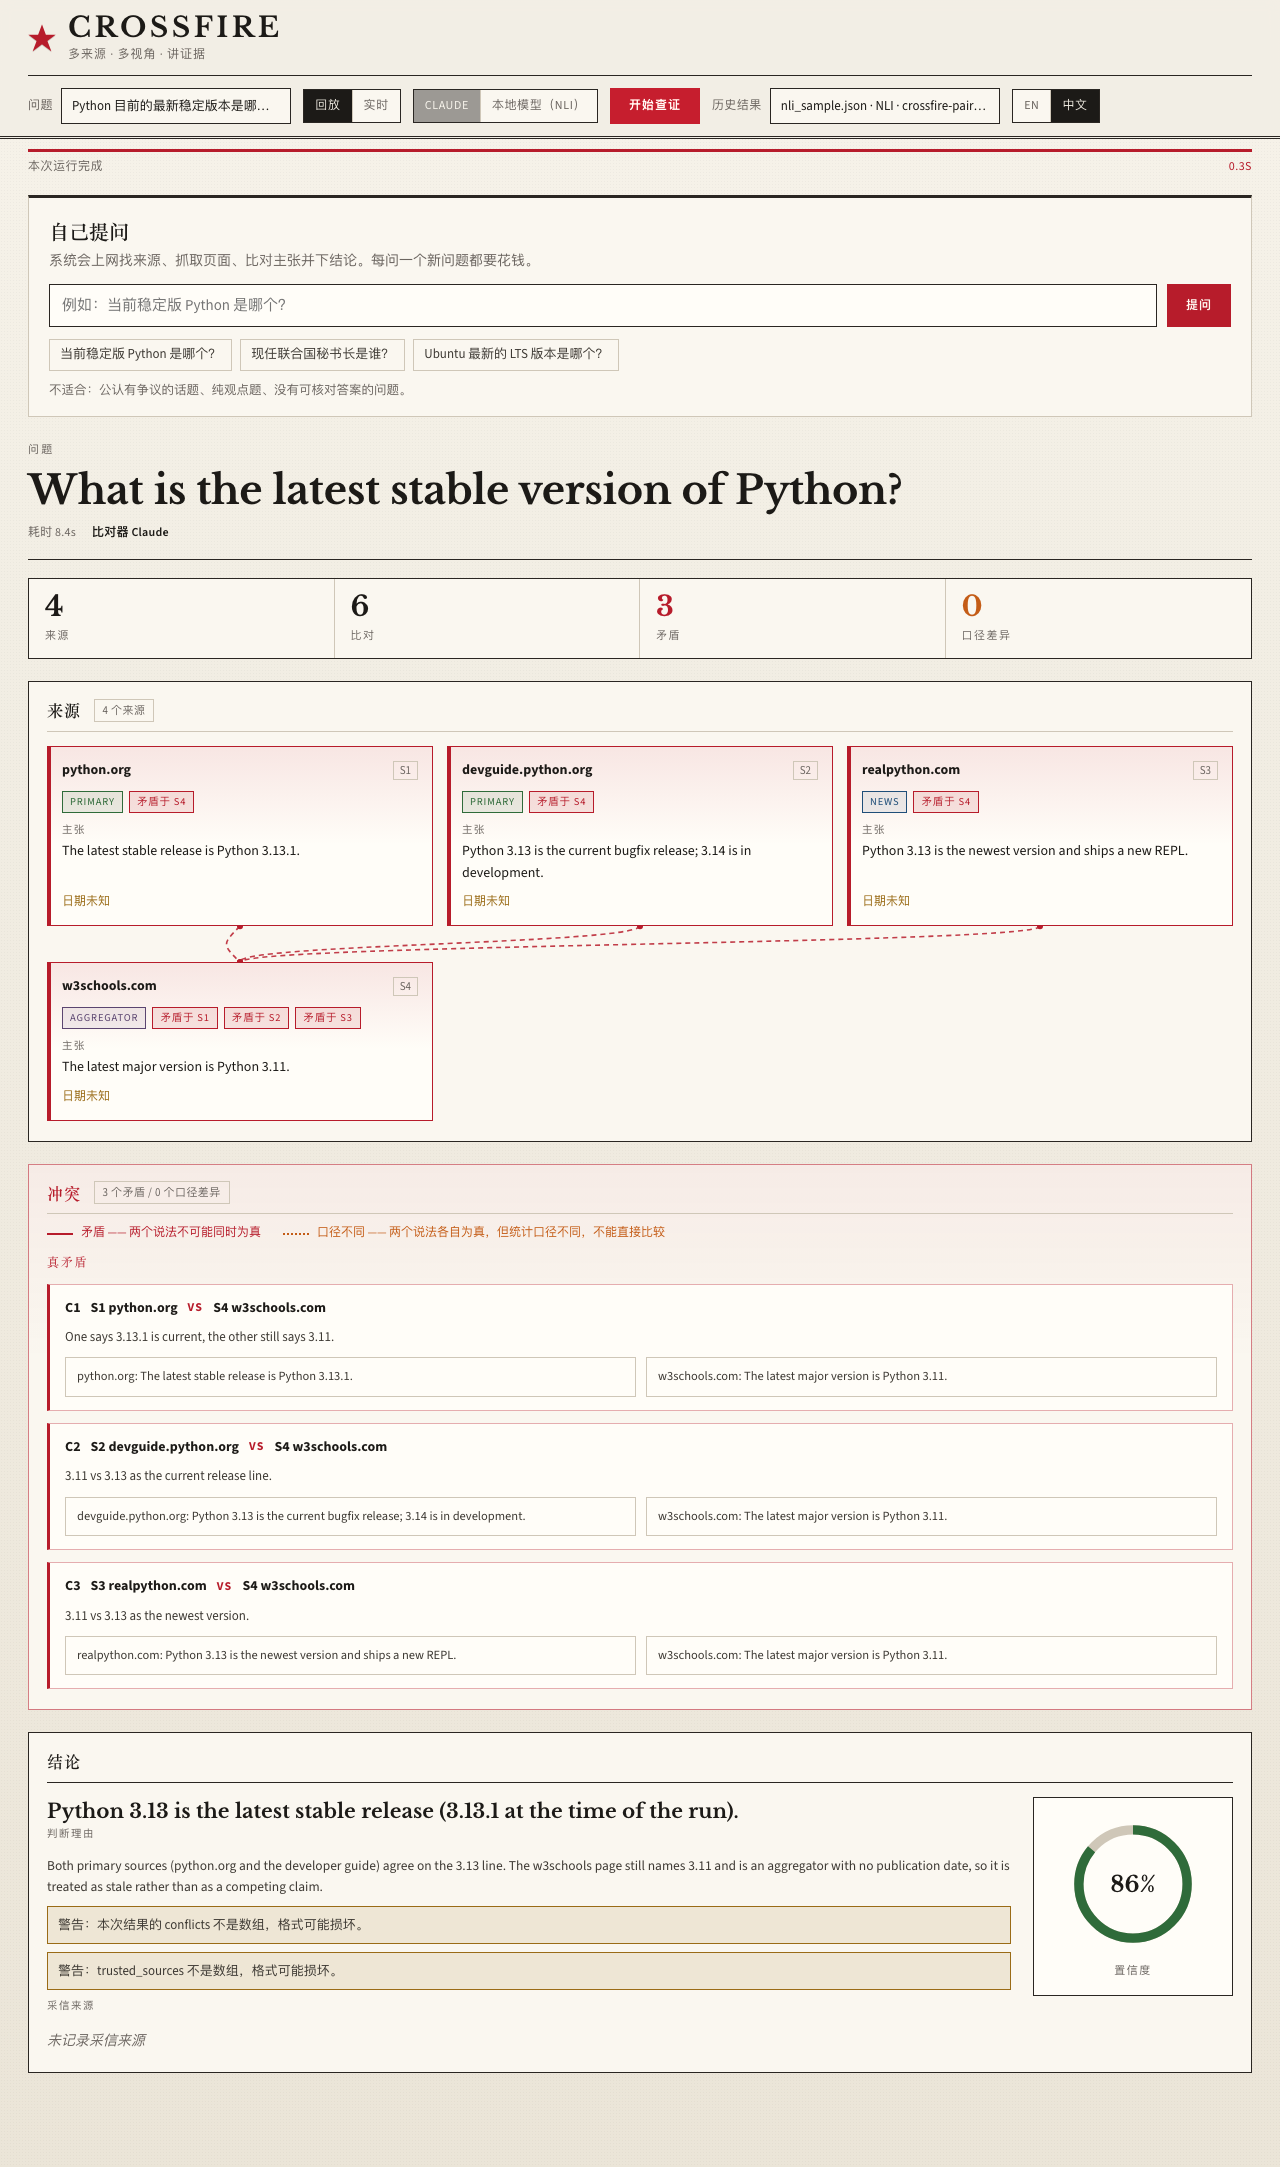 CROSSFIRE
多来源 · 多视角 · 讲证据
问题 Python 目前的最新稳定版本是哪… 回放 实时 CLAUDE 本地模型（NLI） 开始查证 历史结果 nli_sample.json · NLI · crossfire-pair… EN 中文
本次运行完成 0.3S
自己提问
系统会上网找来源、抓取页面、比对主张并下结论。每问一个新问题都要花钱。
例如：当前稳定版 Python 是哪个？ 提问
当前稳定版 Python 是哪个？ 现任联合国秘书长是谁？ Ubuntu 最新的 LTS 版本是哪个？
不适合：公认有争议的话题、纯观点题、没有可核对答案的问题。
问题
What is the latest stable version of Python?
耗时 8.4s 比对器 Claude
4 6 3 0
来源 比对 矛盾 口径差异
来源 4 个来源
python.org S1
PRIMARY 矛盾于 S4
主张
The latest stable release is Python 3.13.1.
日期未知
devguide.python.org S2
PRIMARY 矛盾于 S4
主张
Python 3.13 is the current bugfix release; 3.14 is in
development.
日期未知
realpython.com S3
NEWS 矛盾于 S4
主张
Python 3.13 is the newest version and ships a new REPL.
日期未知
w3schools.com S4
AGGREGATOR 矛盾于 S1 矛盾于 S2 矛盾于 S3
主张
The latest major version is Python 3.11.
日期未知
冲突 3 个矛盾 / 0 个口径差异
矛盾 —— 两个说法不可能同时为真 口径不同 —— 两个说法各自为真，但统计口径不同，不能直接比较
真矛盾
C1 S1 python.org VS S4 w3schools.com
One says 3.13.1 is current, the other still says 3.11.
python.org: The latest stable release is Python 3.13.1. w3schools.com: The latest major version is Python 3.11.
C2 S2 devguide.python.org VS S4 w3schools.com
3.11 vs 3.13 as the current release line.
devguide.python.org: Python 3.13 is the current bugfix release; 3.14 is in development. w3schools.com: The latest major version is Python 3.11.
C3 S3 realpython.com VS S4 w3schools.com
3.11 vs 3.13 as the newest version.
realpython.com: Python 3.13 is the newest version and ships a new REPL. w3schools.com: The latest major version is Python 3.11.
结论
Python 3.13 is the latest stable release (3.13.1 at the time of the run).
判断理由
Both primary sources (python.org and the developer guide) agree on the 3.13 line. The w3schools page still names 3.11 and is an aggregator with no publication date, so it is
treated as stale rather than as a competing claim.
警告：本次结果的 conflicts 不是数组，格式可能损坏。
警告：trusted_sources 不是数组，格式可能损坏。
采信来源
未记录采信来源
86%
置信度